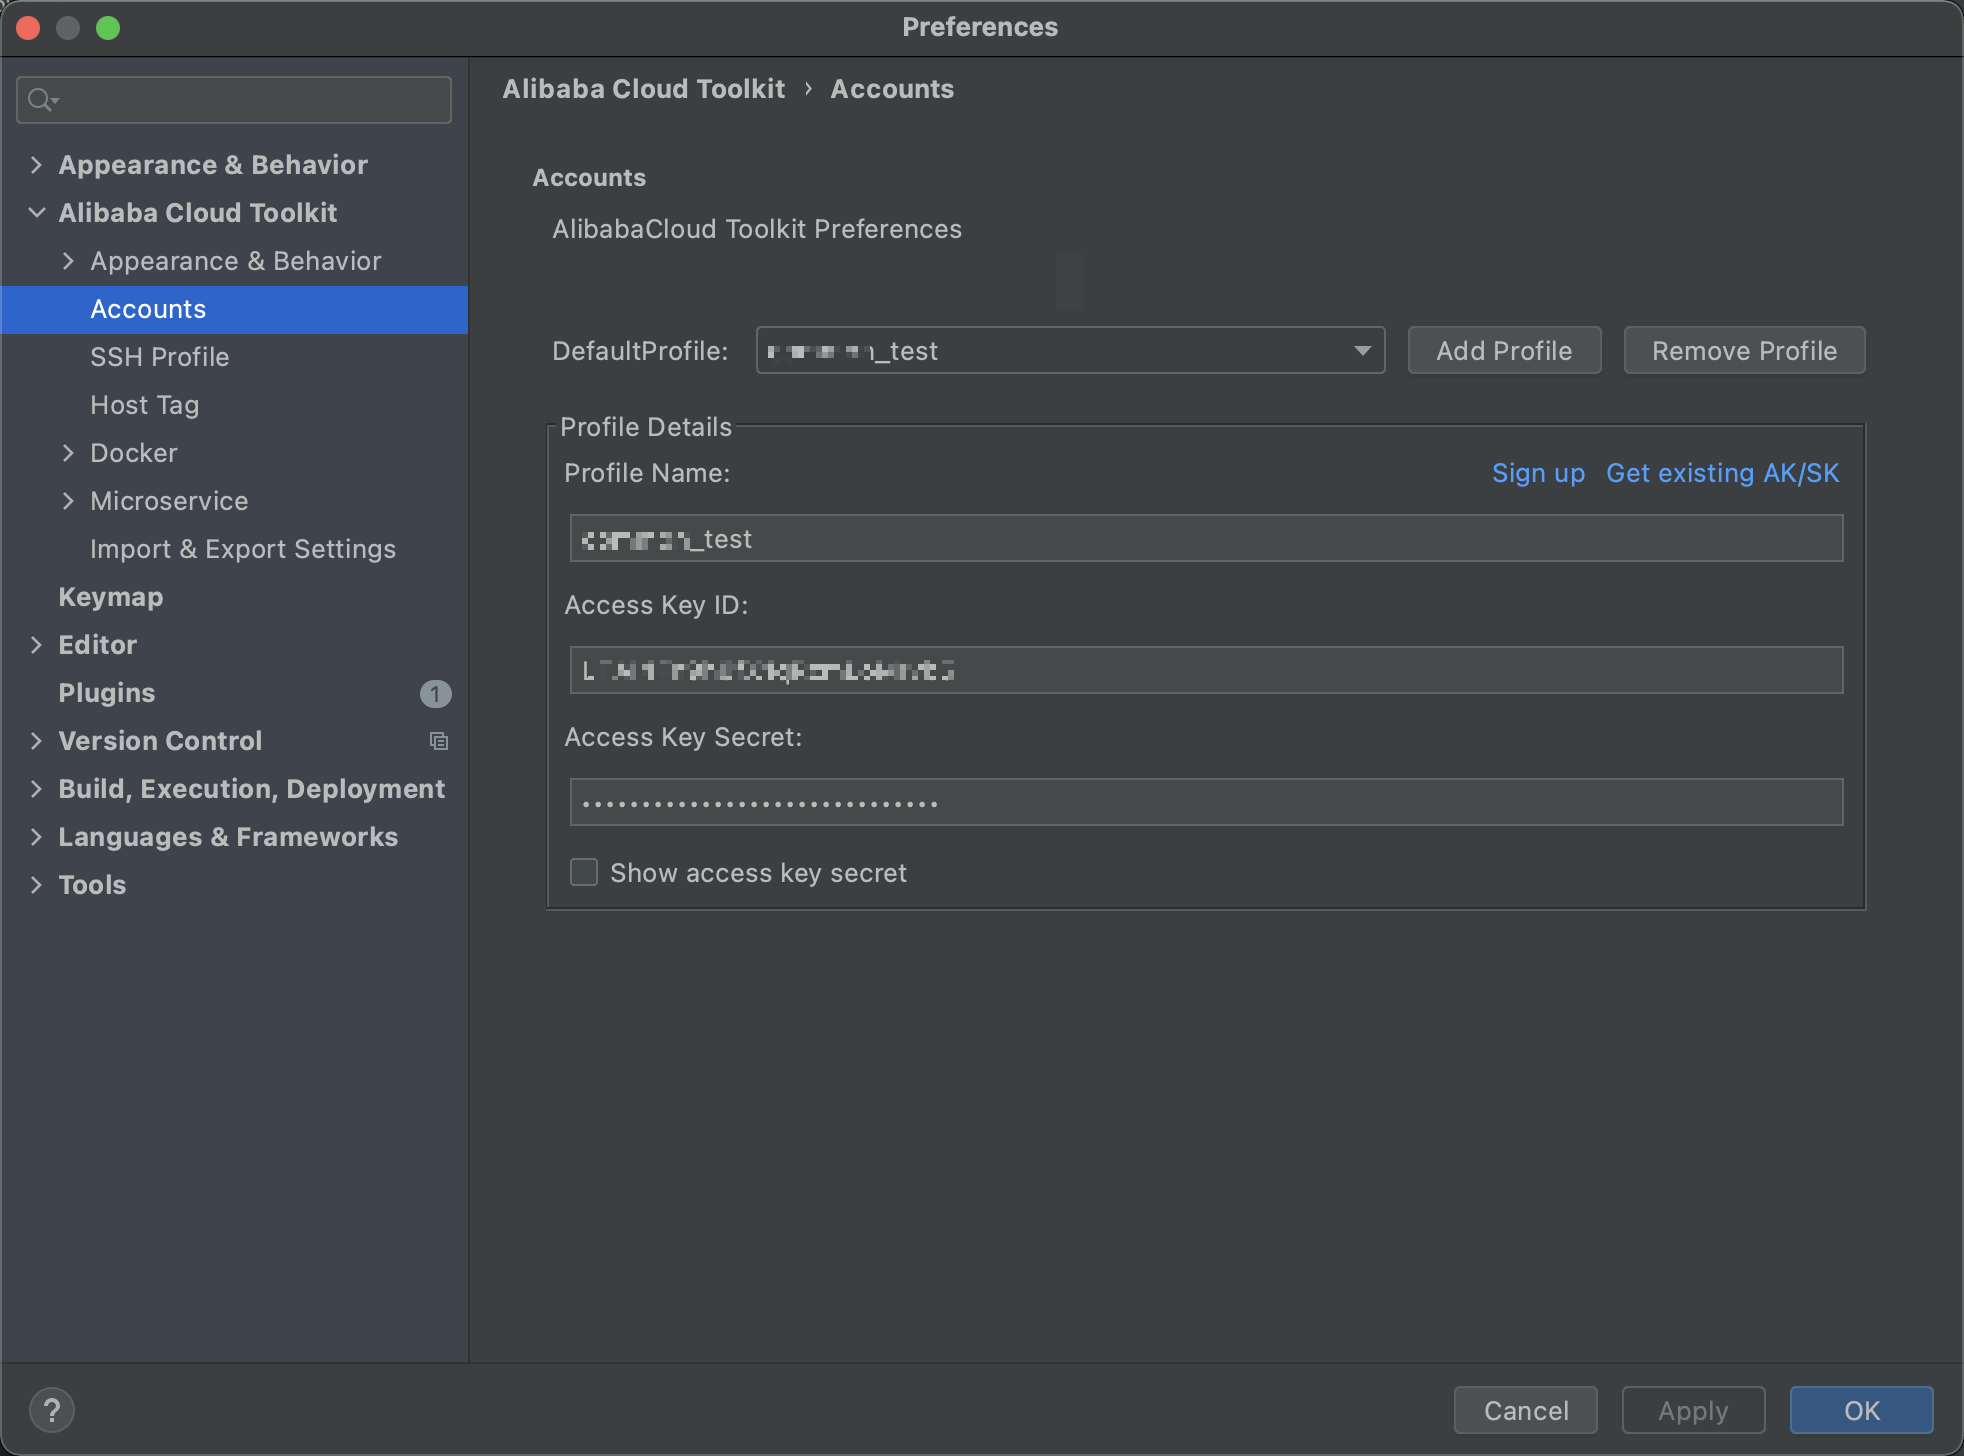 Preferences
Alibaba Cloud Toolkit › Accounts
Appearance & Behavior
Alibaba Cloud Toolkit
Appearance & Behavior
Accounts
SSH Profile
Host Tag
Docker
Microservice
Import & Export Settings
Keymap
Editor
Plugins 1
Version Control
Build, Execution, Deployment
Languages & Frameworks
Tools
Accounts
AlibabaCloud Toolkit Preferences
DefaultProfile: _test Add Profile Remove Profile
Profile Details
Profile Name: Sign up Get existing AK/SK
_test
Access Key ID:
Access Key Secret:
••••••••••••••••••••••••••••••
Show access key secret
? Cancel Apply OK